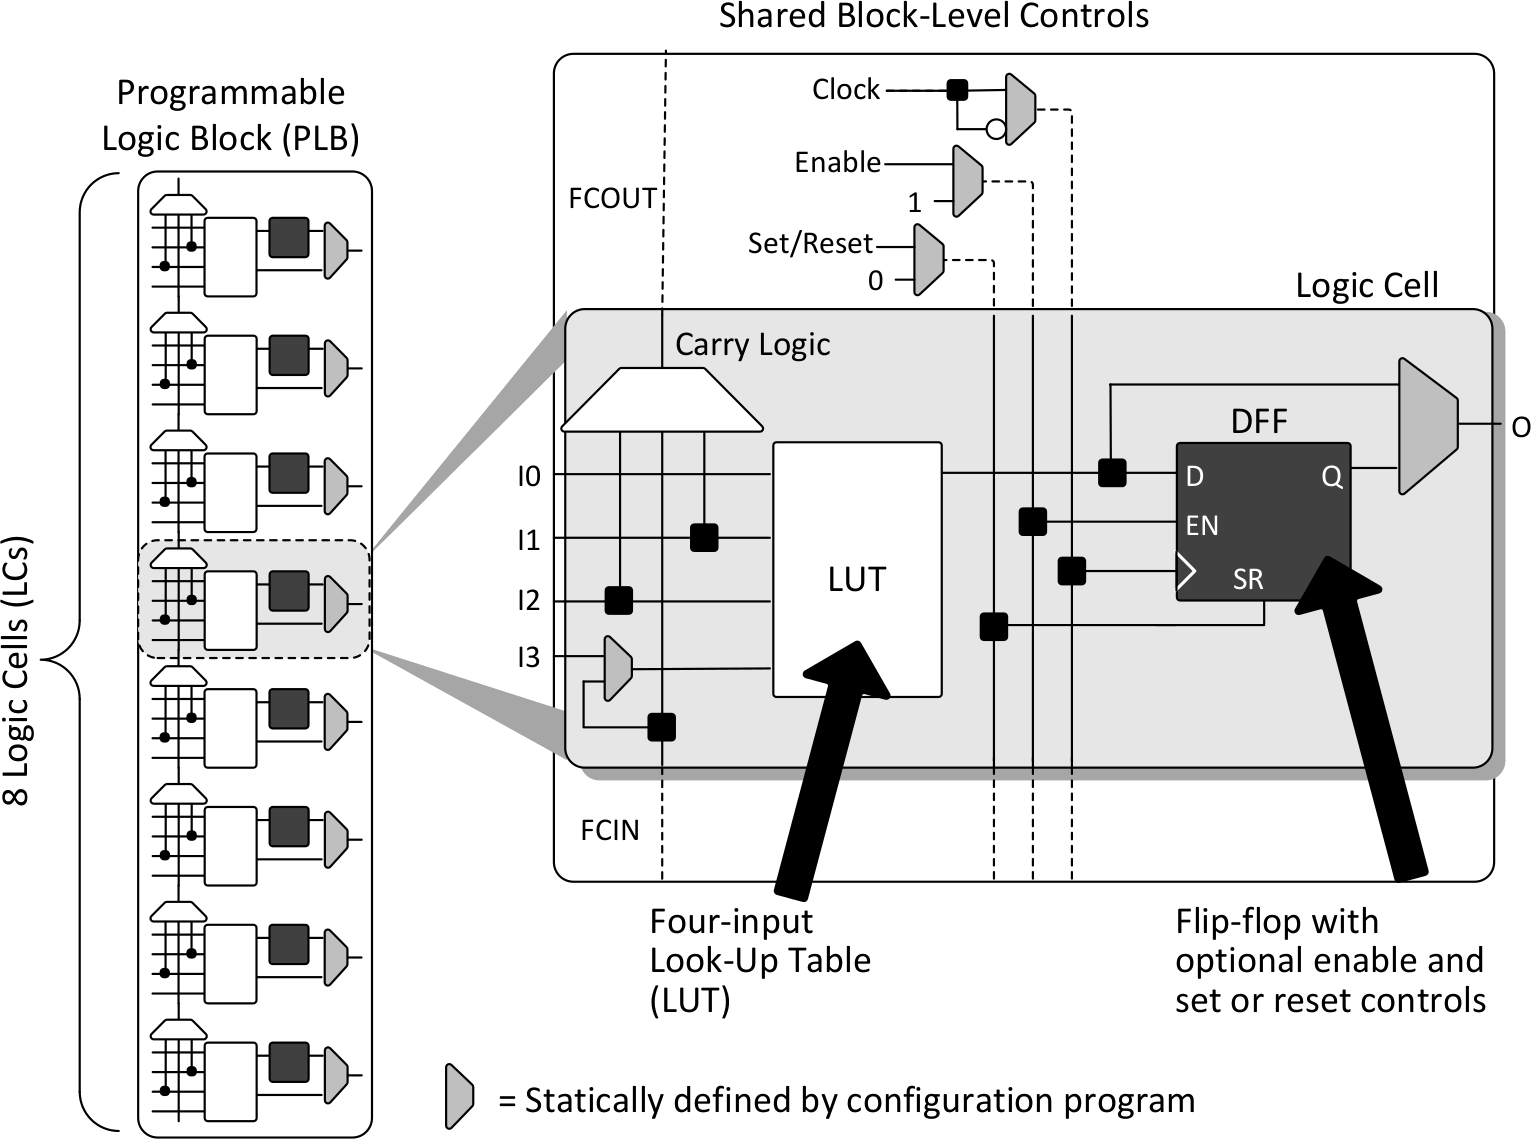 Shared Block-Level Controls
Programmable
Logic Block (PLB)
8 Logic Cells (LCs)
Clock
Enable
1
FCOUT
Set/Reset
0
Logic Cell
Carry Logic
DFF
O
I0
I1
I2
I3
LUT
D
Q
EN
SR
FCIN
Four-input
Look-Up Table
(LUT)
Flip-flop with
optional enable and
set or reset controls
= Statically defined by configuration program